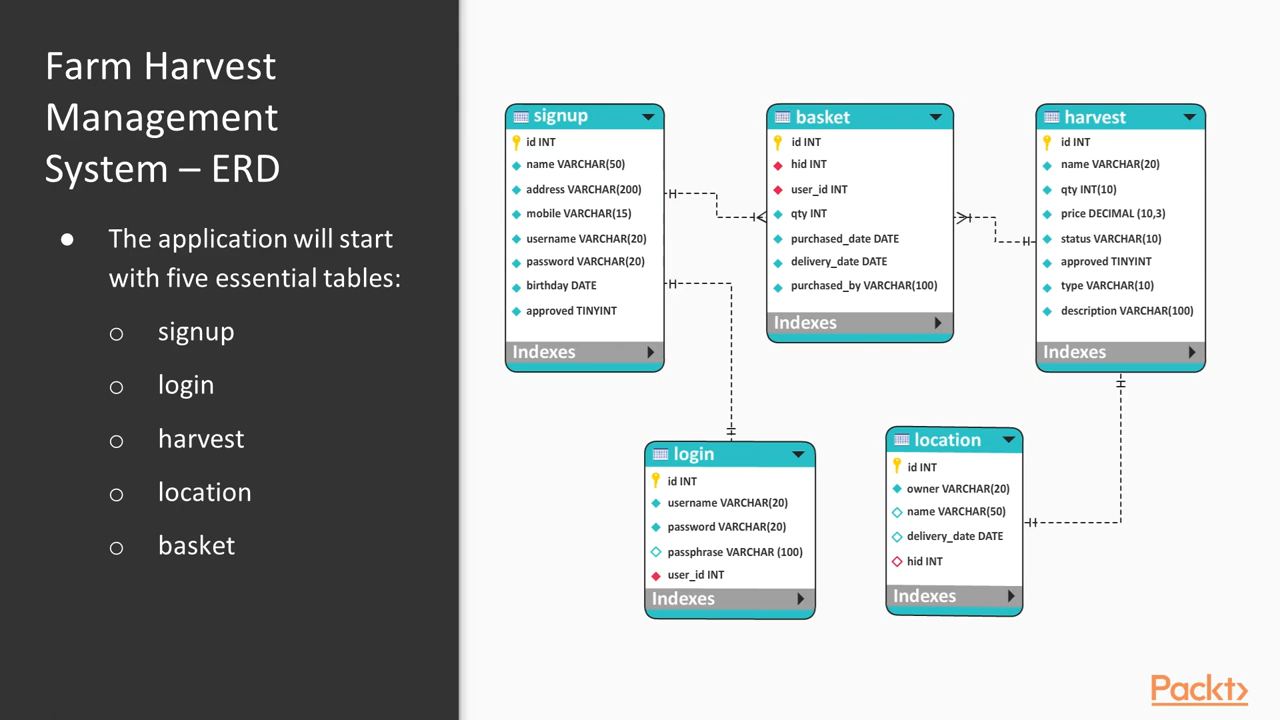 Farm Harvest
Management
System – ERD
● The application will start
with five essential tables:
o signup
o login
o harvest
o location
o basket
signup
id INT
name VARCHAR(50)
address VARCHAR(200)
mobile VARCHAR(15)
username VARCHAR(20)
password VARCHAR(20)
birthday DATE
approved TINYINT
Indexes
basket
id INT
hid INT
user_id INT
qty INT
purchased_date DATE
delivery_date DATE
purchased_by VARCHAR(100)
Indexes
harvest
id INT
name VARCHAR(20)
qty INT(10)
price DECIMAL (10,3)
status VARCHAR(10)
approved TINYINT
type VARCHAR(10)
description VARCHAR(100)
Indexes
login
id INT
username VARCHAR(20)
password VARCHAR(20)
passphrase VARCHAR (100)
user_id INT
Indexes
location
id INT
owner VARCHAR(20)
name VARCHAR(50)
delivery_date DATE
hid INT
Indexes
Packt>